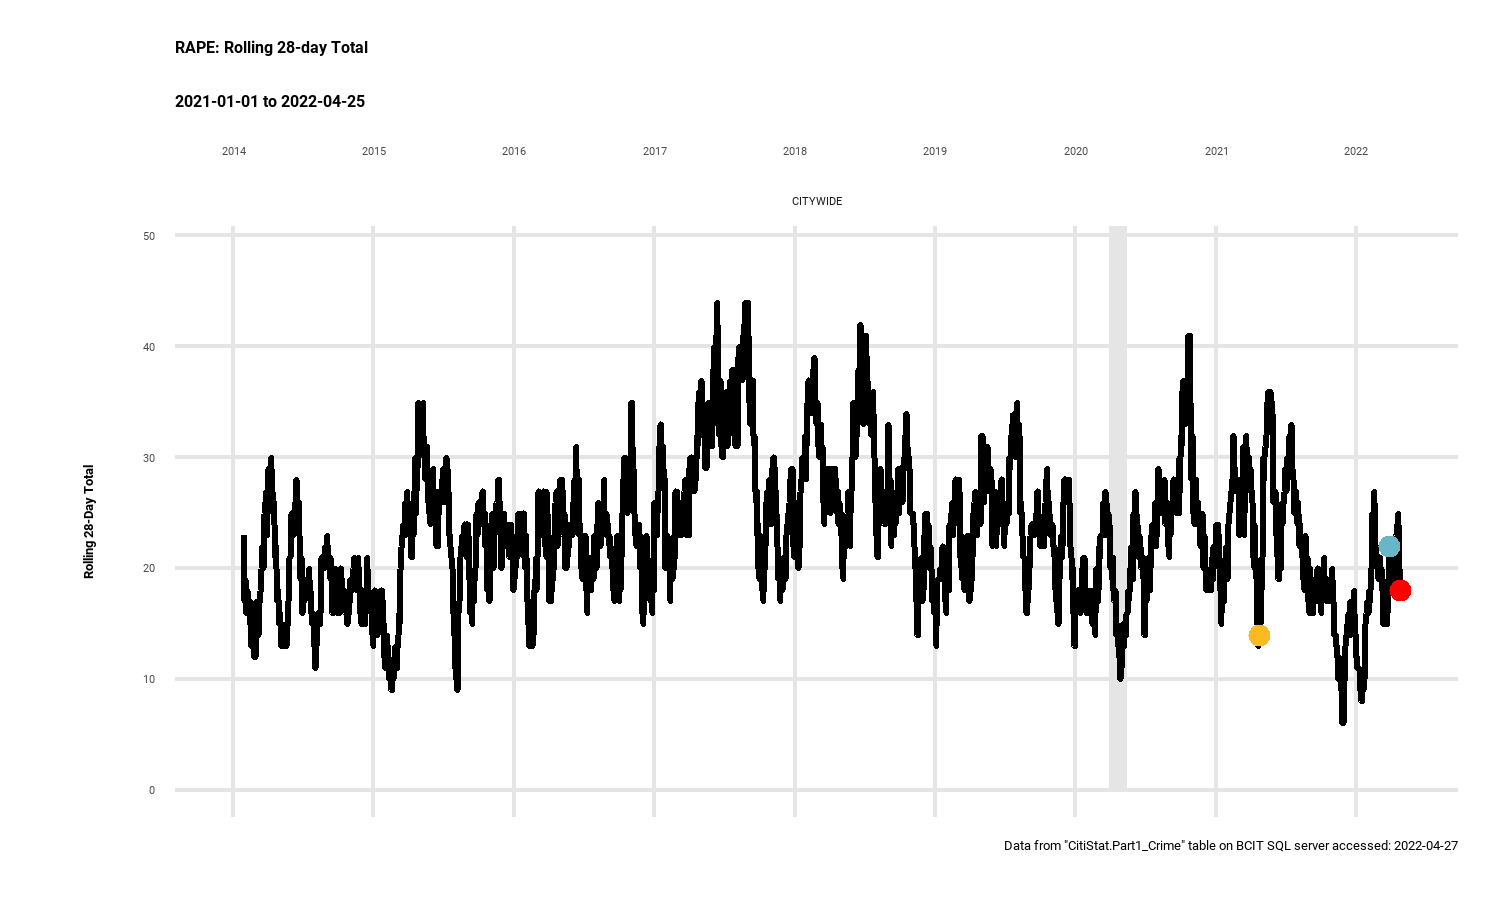 RAPE: Rolling 28-day Total
2021-01-01 to 2022-04-25
2014 2015 2016 2017 2018 2019 2020 2021 2022
CITYWIDE
50
40
30
20
10
0
Rolling 28-Day Total
Data from "CitiStat.Part1_Crime" table on BCIT SQL server accessed: 2022-04-27